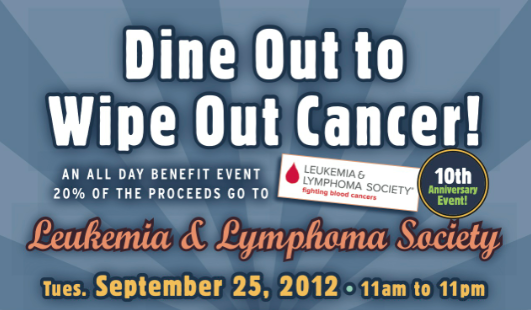 Dine Out to
Wipe Out Cancer!
AN ALL DAY BENEFIT EVENT
20% OF THE PROCEEDS GO TO
LEUKEMIA &
LYMPHOMA SOCIETY®
fighting blood cancers
10th
Anniversary
Event!
Leukemia & Lymphoma Society
Tues. September 25, 2012 • 11am to 11pm